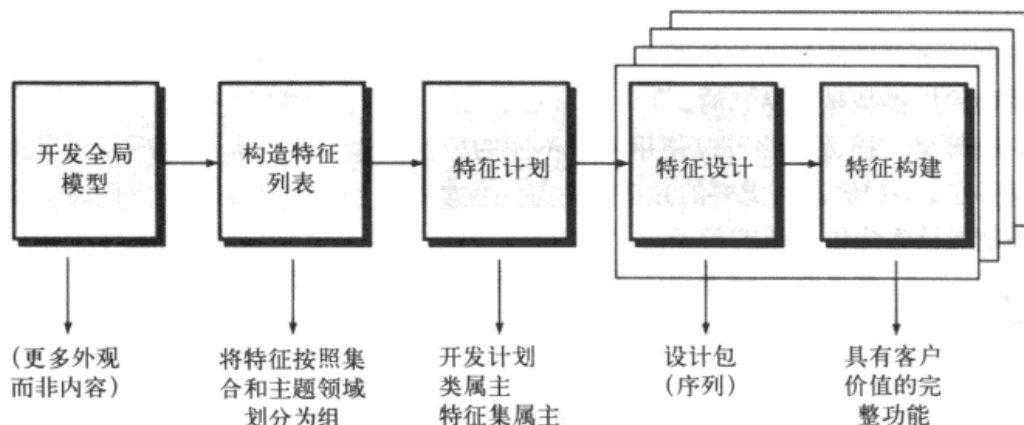 开发全局
模型
构造特征
列表
特征计划
特征设计
特征构建
(更多外观
而非内容)
将特征按照集
合和主题领域
划分为组
开发计划
类属主
特征集属主
设计包
(序列)
具有客户
价值的完
整功能